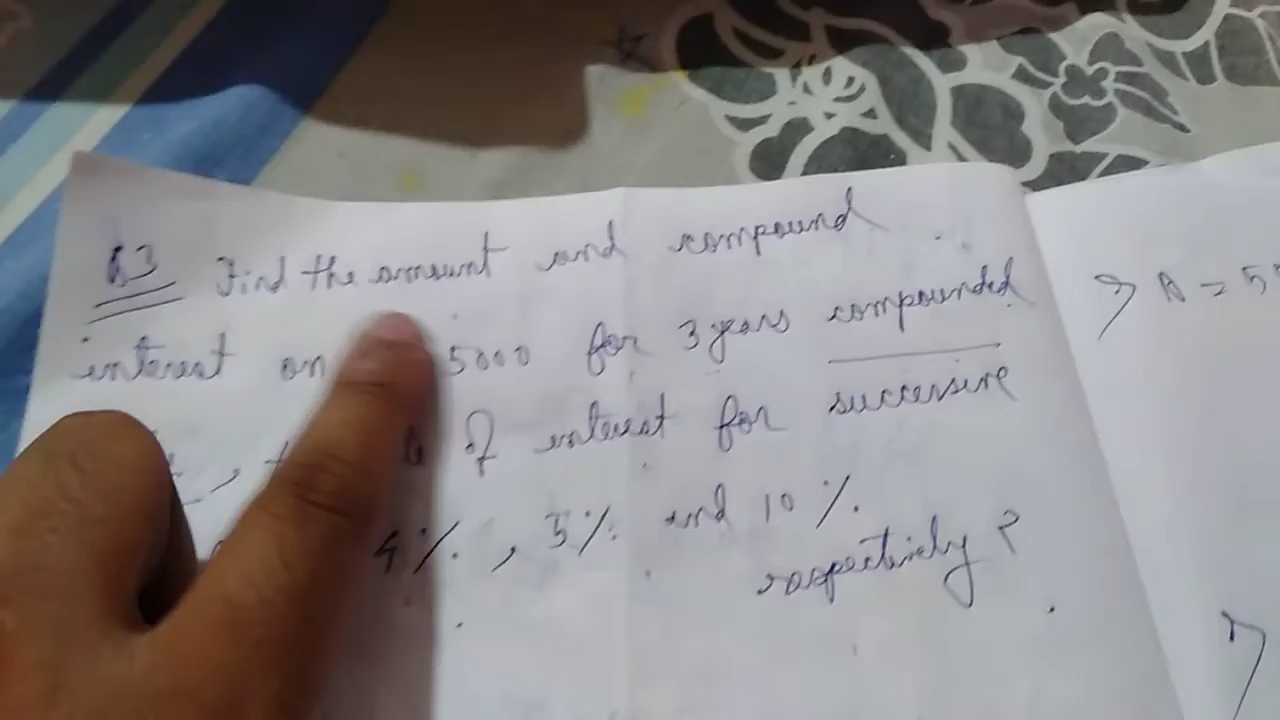 Q3 Find the amount and compound
interest on 5000 for 3 years compounded
of interest for successive
4%, 5% and 10%.
respectively?
⇒ A = 5